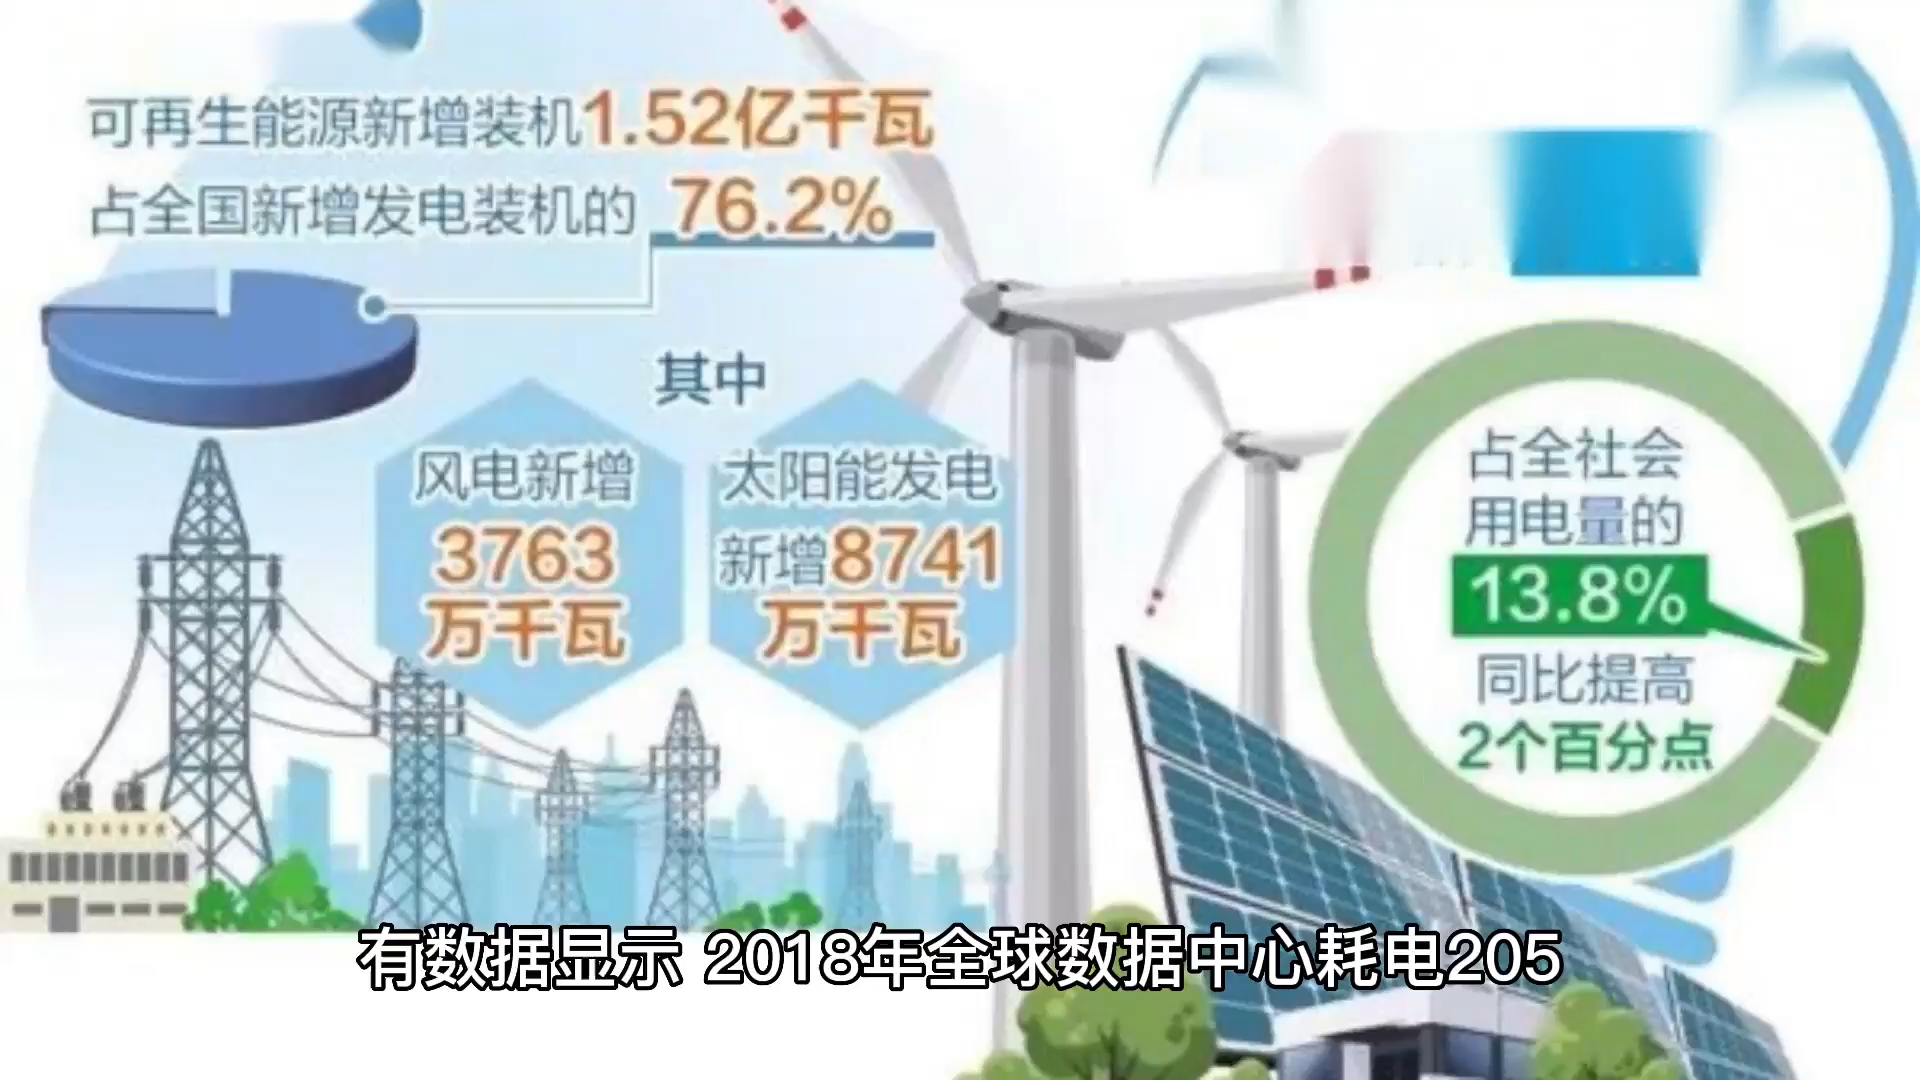 可再生能源新增装机1.52亿千瓦
占全国新增发电装机的 76.2%
其中
风电新增
3763
万千瓦
太阳能发电
新增8741
万千瓦
占全社会
用电量的
13.8%
同比提高
2个百分点
有数据显示 2018年全球数据中心耗电205